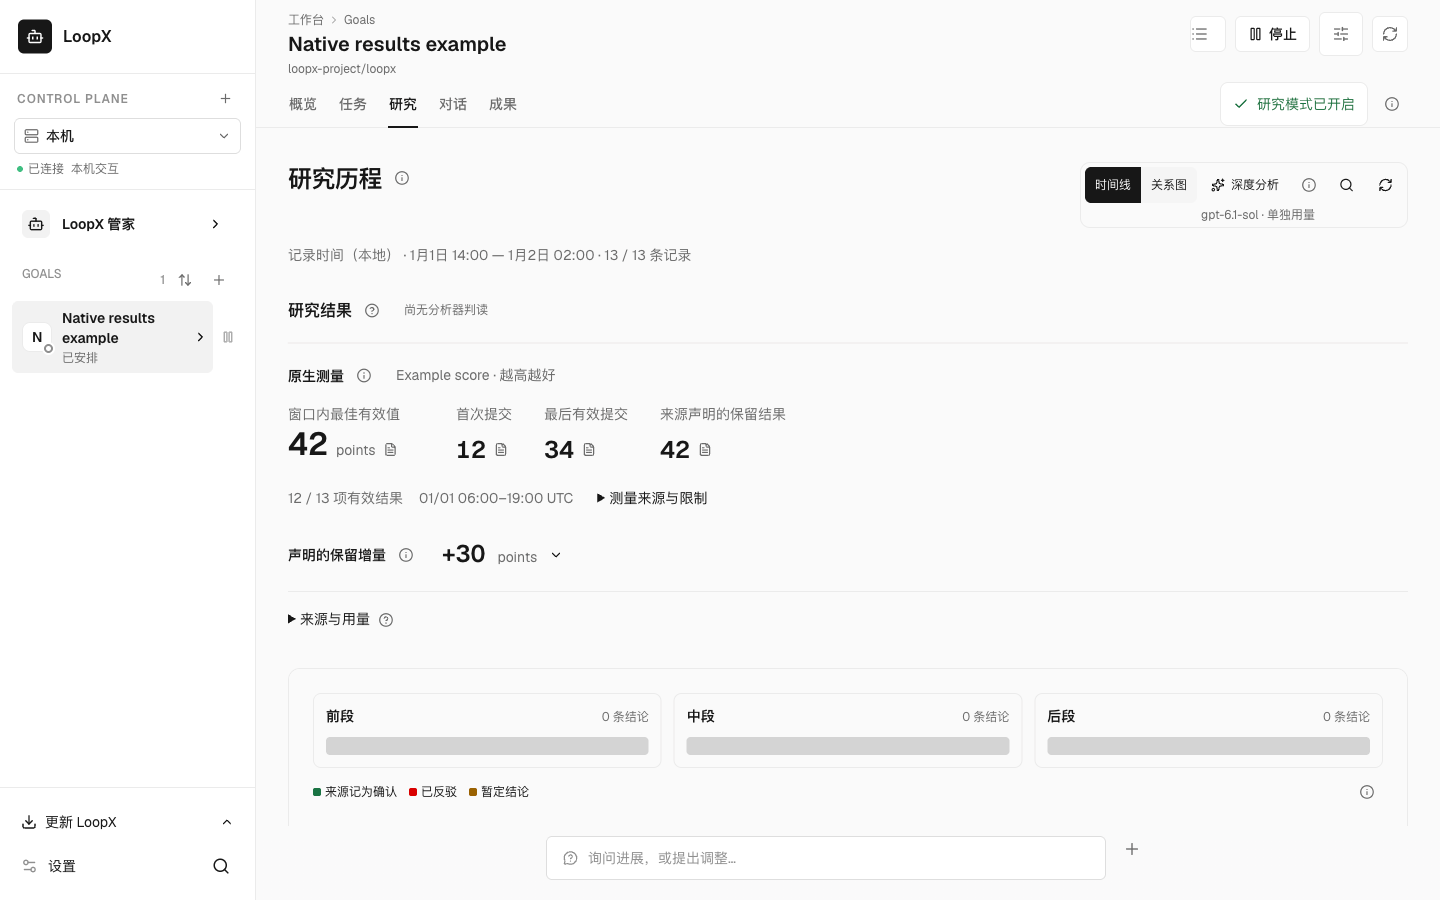 LoopX
CONTROL PLANE
本机
已连接 本机交互
LoopX 管家
GOALS
1
N
Native results example
已安排
更新 LoopX
设置
工作台 > Goals
Native results example
loopx-project/loopx
停止
概览 任务 研究 对话 成果
研究模式已开启
研究历程
时间线 关系图 深度分析
gpt-6.1-sol · 单独用量
记录时间（本地） · 1月1日 14:00 — 1月2日 02:00 · 13 / 13 条记录
研究结果 尚无分析器判读
原生测量 Example score · 越高越好
窗口内最佳有效值 首次提交 最后有效提交 来源声明的保留结果
42 points 12 34 42
12 / 13 项有效结果 01/01 06:00–19:00 UTC 测量来源与限制
声明的保留增量 +30 points
来源与用量
前段 0 条结论 中段 0 条结论 后段 0 条结论
来源记为确认 已反驳 暂定结论
询问进展，或提出调整...